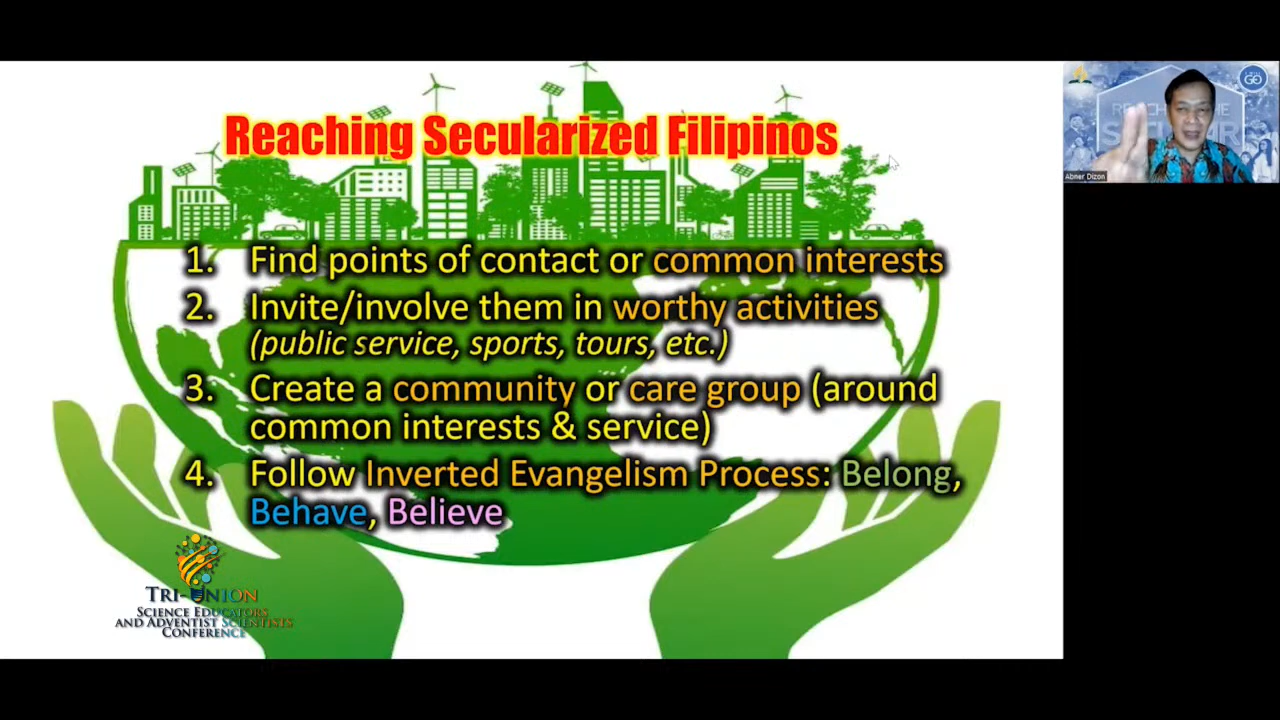 Reaching Secularized Filipinos
1. Find points of contact or common interests
2. Invite/involve them in worthy activities
(public service, sports, tours, etc.)
3. Create a community or care group (around
common interests & service)
4. Follow Inverted Evangelism Process: Belong,
Behave, Believe
TRI-UNION
SCIENCE EDUCATORS
AND ADVENTIST SCIENTISTS
CONFERENCE
GO
Abner Dizon